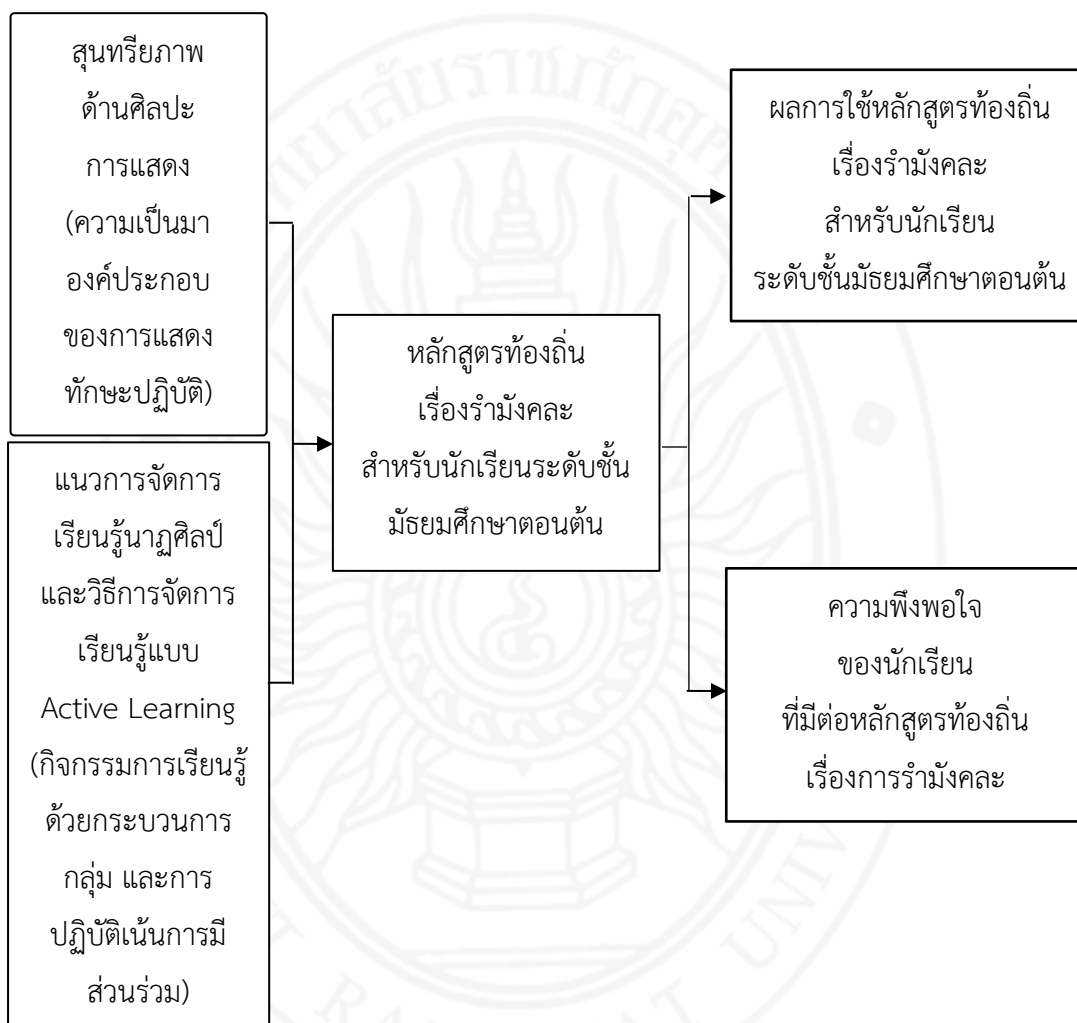 สุนทรียภาพ
ด้านศิลปะ
การแสดง
(ความเป็นมา
องค์ประกอบ
ของการแสดง
ทักษะปฏิบัติ)
แนวการจัดการ
เรียนรู้นาฏศิลป์
และวิธีการจัดการ
เรียนรู้แบบ
Active Learning
(กิจกรรมการเรียนรู้
ด้วยกระบวนการ
กลุ่ม และการ
ปฏิบัติเน้นการมี
ส่วนร่วม)
หลักสูตรท้องถิ่น
เรื่องรำมังคละ
สำหรับนักเรียนระดับชั้น
มัธยมศึกษาตอนต้น
ผลการใช้หลักสูตรท้องถิ่น
เรื่องรำมังคละ
สำหรับนักเรียน
ระดับชั้นมัธยมศึกษาตอนต้น
ความพึงพอใจ
ของนักเรียน
ที่มีต่อหลักสูตรท้องถิ่น
เรื่องการรำมังคละ